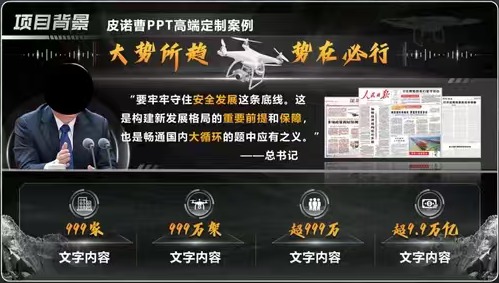 项目背景
皮诺曹PPT高端定制案例
大势所趋 势在必行
“要牢牢守住安全发展这条底线。这
是构建新发展格局的重要前提和保障，
也是畅通国内大循环的题中应有之义。”
——总书记
人民日报
999家 999万架 超999万 超9.9万亿
文字内容 文字内容 文字内容 文字内容